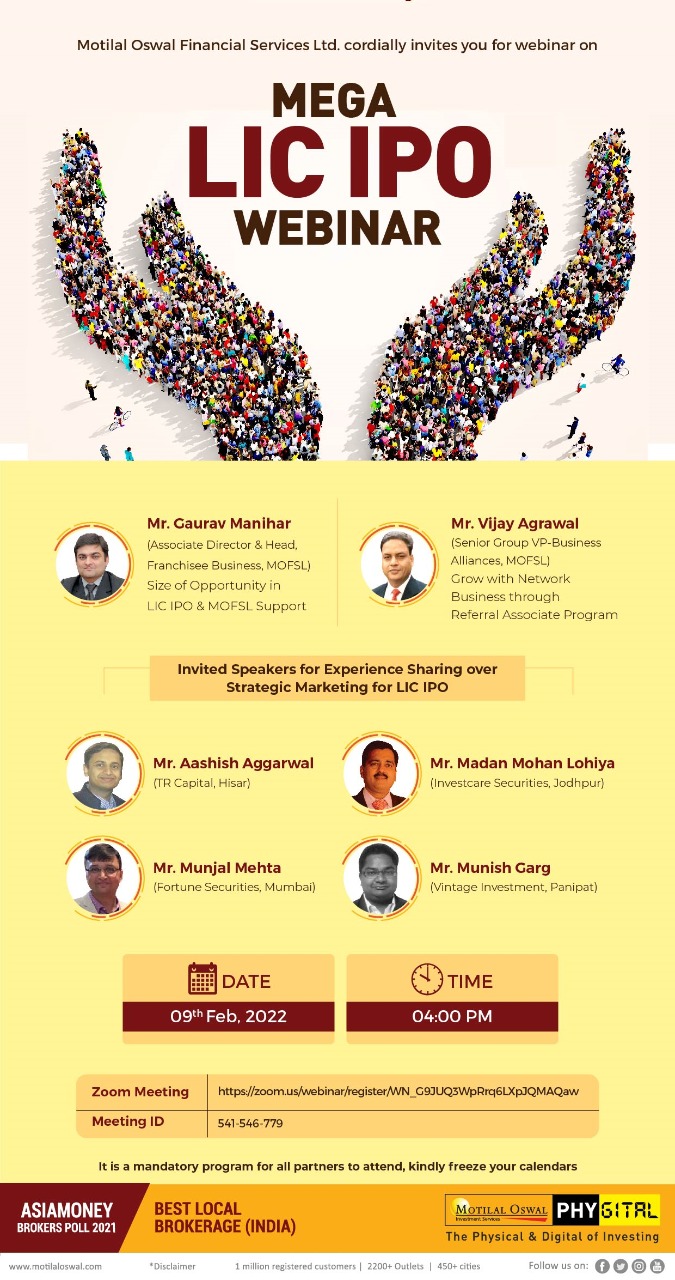 Motilal Oswal Financial Services Ltd. cordially invites you for webinar on
MEGA
LIC IPO
WEBINAR
Mr. Gaurav Manihar
(Associate Director & Head,
Franchisee Business, MOFSL)
Size of Opportunity in
LIC IPO & MOFSL Support
Mr. Vijay Agrawal
(Senior Group VP-Business
Alliances, MOFSL)
Grow with Network
Business through
Referral Associate Program
Invited Speakers for Experience Sharing over
Strategic Marketing for LIC IPO
Mr. Aashish Aggarwal
(TR Capital, Hisar)
Mr. Madan Mohan Lohiya
(Investcare Securities, Jodhpur)
Mr. Munjal Mehta
(Fortune Securities, Mumbai)
Mr. Munish Garg
(Vintage Investment, Panipat)
DATE
09th Feb, 2022
TIME
04:00 PM
Zoom Meeting https://zoom.us/webinar/register/WN_G9JUQ3WpRrq6LXpJQMAQaw
Meeting ID 541-546-779
It is a mandatory program for all partners to attend, kindly freeze your calendars
ASIAMONEY
BROKERS POLL 2021
BEST LOCAL
BROKERAGE (INDIA)
MOTILAL OSWAL
Investment Services
PHYGITAL
The Physical & Digital of Investing
www.motilaloswal.com *Disclaimer 1 million registered customers | 2200+ Outlets | 450+ cities Follow us on: